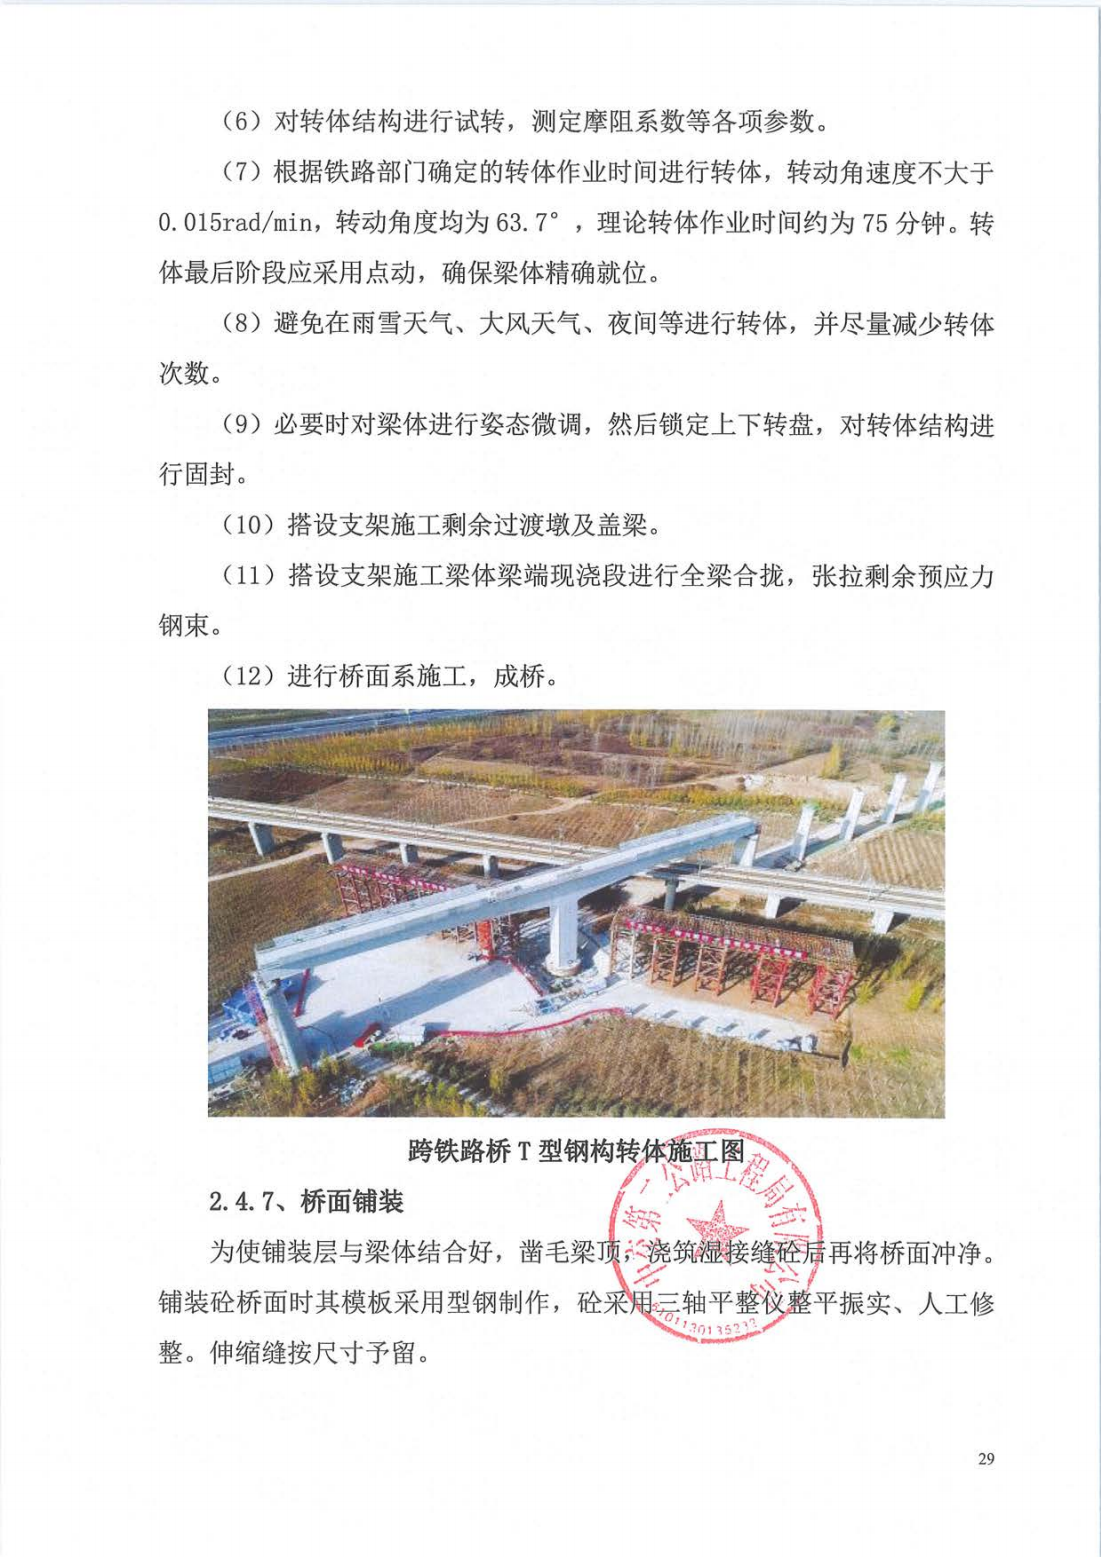 （6）对转体结构进行试转，测定摩阻系数等各项参数。
（7）根据铁路部门确定的转体作业时间进行转体，转动角速度不大于
0.015rad/min，转动角度均为 63.7°，理论转体作业时间约为 75 分钟。转
体最后阶段应采用点动，确保梁体精确就位。
（8）避免在雨雪天气、大风天气、夜间等进行转体，并尽量减少转体
次数。
（9）必要时对梁体进行姿态微调，然后锁定上下转盘，对转体结构进
行固封。
（10）搭设支架施工剩余过渡墩及盖梁。
（11）搭设支架施工梁体梁端现浇段进行全梁合拢，张拉剩余预应力
钢束。
（12）进行桥面系施工，成桥。
跨铁路桥 T 型钢构转体施工图
2.4.7、桥面铺装
为使铺装层与梁体结合好，凿毛梁顶，浇筑湿接缝砼后再将桥面冲净。
铺装砼桥面时其模板采用型钢制作，砼采用三轴平整仪整平振实、人工修
整。伸缩缝按尺寸予留。
中交第二公路工程局有限公司
6101130135232
29